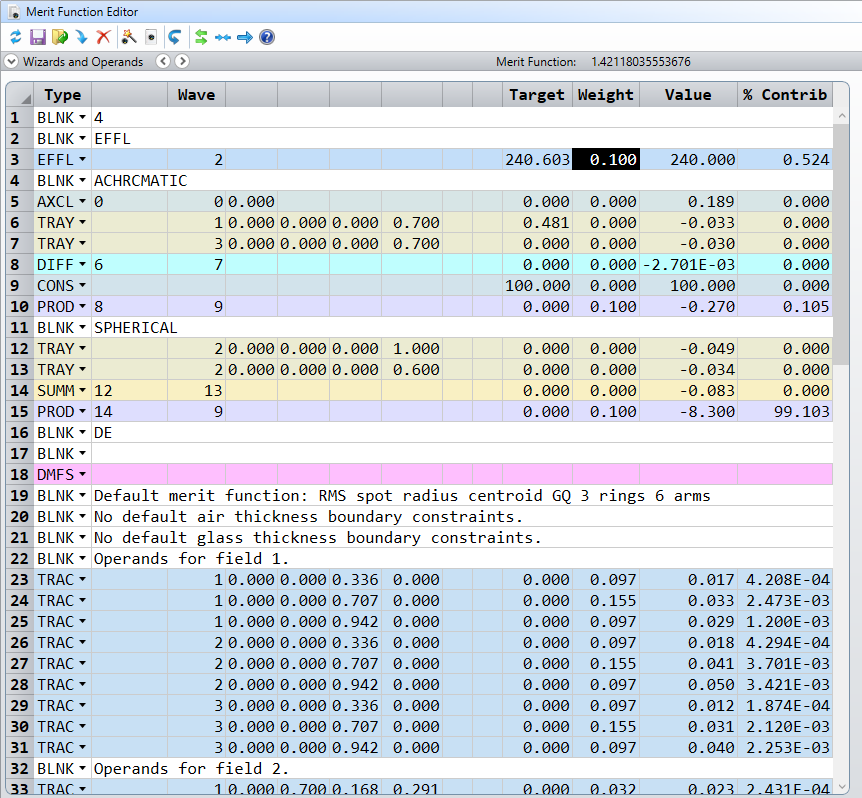 Merit Function Editor
Wizards and Operands Merit Function: 1.42118035553676
Type Wave Target Weight Value % Contrib
1 BLNK 4
2 BLNK EFFL
3 EFFL 2 240.603 0.100 240.000 0.524
4 BLNK ACHRCMATIC
5 AXCL 0 0 0.000 0.000 0.000 0.189 0.000
6 TRAY 1 0.000 0.000 0.000 0.700 0.481 0.000 -0.033 0.000
7 TRAY 3 0.000 0.000 0.000 0.700 0.000 0.000 -0.030 0.000
8 DIFF 6 7 0.000 0.000 -2.701E-03 0.000
9 CONS 100.000 0.000 100.000 0.000
10 PROD 8 9 0.000 0.100 -0.270 0.105
11 BLNK SPHERICAL
12 TRAY 2 0.000 0.000 0.000 1.000 0.000 0.000 -0.049 0.000
13 TRAY 2 0.000 0.000 0.000 0.600 0.000 0.000 -0.034 0.000
14 SUMM 12 13 0.000 0.000 -0.083 0.000
15 PROD 14 9 0.000 0.100 -8.300 99.103
16 BLNK DE
17 BLNK
18 DMFS
19 BLNK Default merit function: RMS spot radius centroid GQ 3 rings 6 arms
20 BLNK No default air thickness boundary constraints.
21 BLNK No default glass thickness boundary constraints.
22 BLNK Operands for field 1.
23 TRAC 1 0.000 0.000 0.336 0.000 0.000 0.097 0.017 4.208E-04
24 TRAC 1 0.000 0.000 0.707 0.000 0.000 0.155 0.033 2.473E-03
25 TRAC 1 0.000 0.000 0.942 0.000 0.000 0.097 0.029 1.200E-03
26 TRAC 2 0.000 0.000 0.336 0.000 0.000 0.097 0.018 4.294E-04
27 TRAC 2 0.000 0.000 0.707 0.000 0.000 0.155 0.041 3.701E-03
28 TRAC 2 0.000 0.000 0.942 0.000 0.000 0.097 0.050 3.421E-03
29 TRAC 3 0.000 0.000 0.336 0.000 0.000 0.097 0.012 1.874E-04
30 TRAC 3 0.000 0.000 0.707 0.000 0.000 0.155 0.031 2.120E-03
31 TRAC 3 0.000 0.000 0.942 0.000 0.000 0.097 0.040 2.253E-03
32 BLNK Operands for field 2.
33 TRAC 1 0.000 0.700 0.168 0.291 0.000 0.032 0.023 2.431E-04